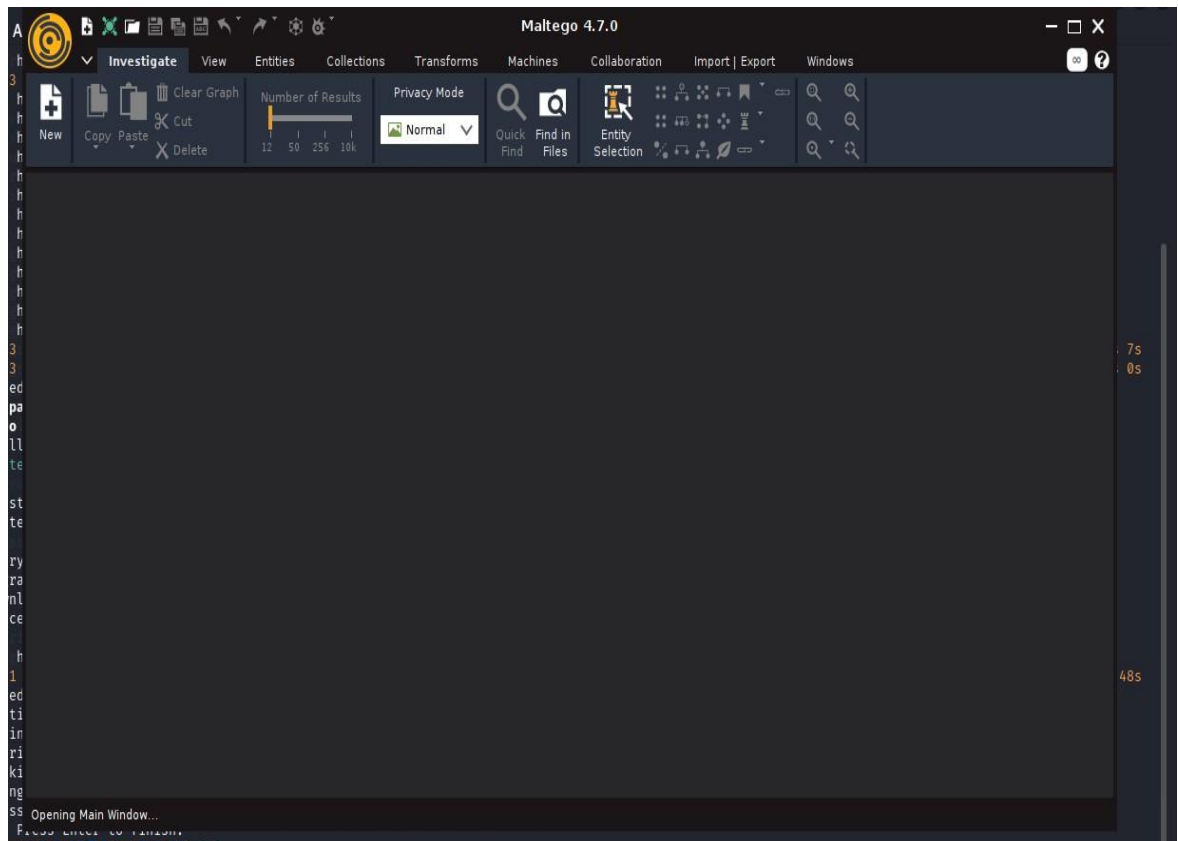 Maltego 4.7.0
Investigate View Entities Collections Transforms Machines Collaboration Import | Export Windows
New
Copy Paste
Clear Graph
Cut
Delete
Number of Results
12 50 256 10k
Privacy Mode
Normal
Quick Find
Find in Files
Entity Selection
7s
0s
48s
Opening Main Window...